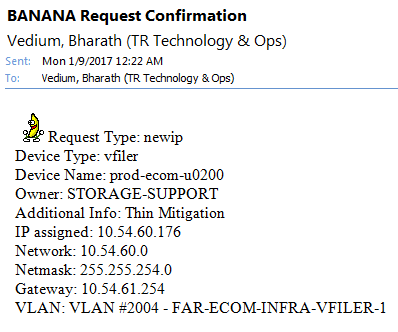 BANANA Request Confirmation
Vedium, Bharath (TR Technology & Ops)
Sent: Mon 1/9/2017 12:22 AM
To: Vedium, Bharath (TR Technology & Ops)
Request Type: newip
Device Type: vfiler
Device Name: prod-ecom-u0200
Owner: STORAGE-SUPPORT
Additional Info: Thin Mitigation
IP assigned: 10.54.60.176
Network: 10.54.60.0
Netmask: 255.255.254.0
Gateway: 10.54.61.254
VLAN: VLAN #2004 - FAR-ECOM-INFRA-VFILER-1